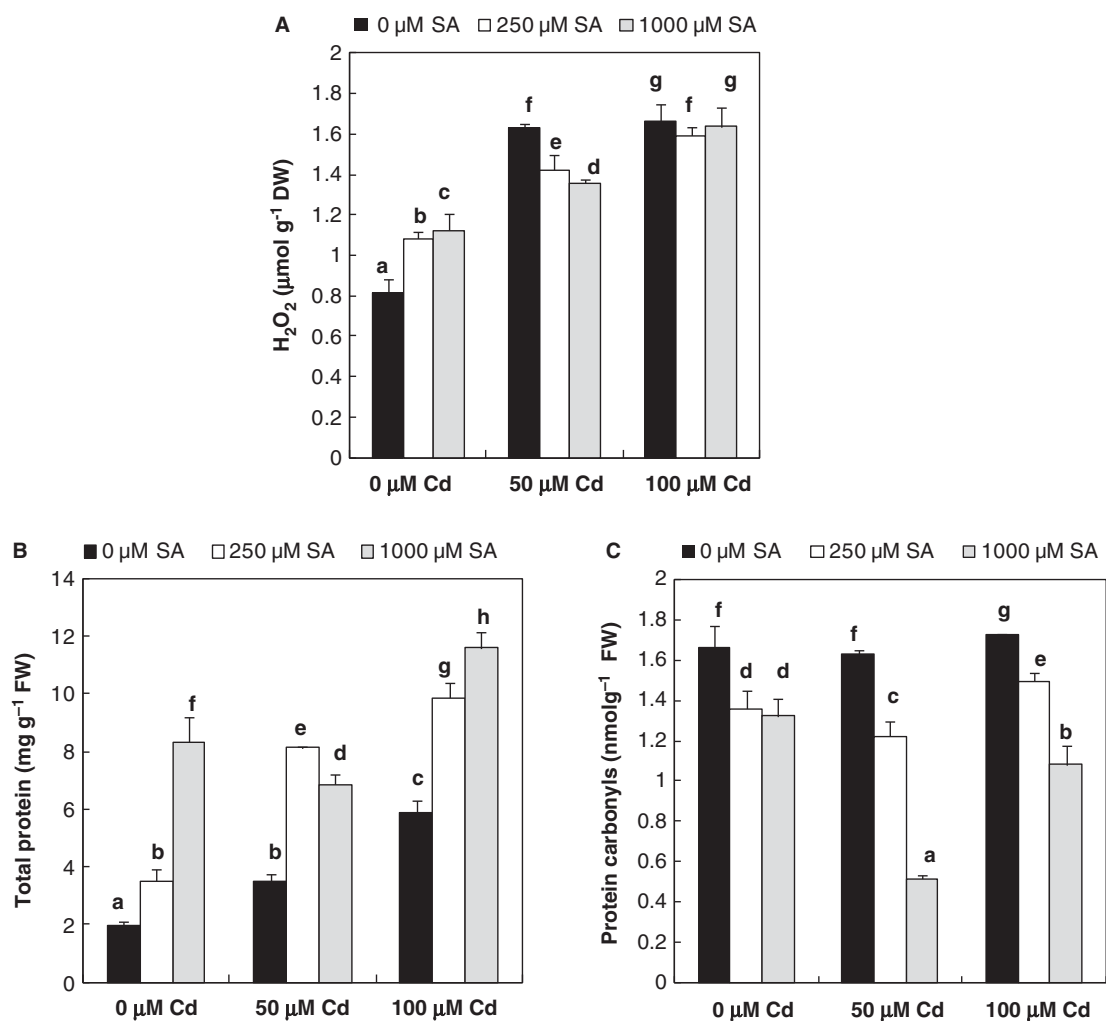 A
0 µM SA 250 µM SA 1000 µM SA
H2O2 (µmol g-1 DW)
2
1.8
1.6
1.4
1.2
1
0.8
0.6
0.4
0.2
0
a
b
c
f
e
d
g
f
g
0 µM Cd 50 µM Cd 100 µM Cd
B
0 µM SA 250 µM SA 1000 µM SA
Total protein (mg g-1 FW)
14
12
10
8
6
4
2
0
a
b
f
b
e
d
c
g
h
0 µM Cd 50 µM Cd 100 µM Cd
C
0 µM SA 250 µM SA 1000 µM SA
Protein carbonyls (nmolg-1 FW)
2
1.8
1.6
1.4
1.2
1
0.8
0.6
0.4
0.2
0
f
d
d
f
c
a
g
e
b
0 µM Cd 50 µM Cd 100 µM Cd